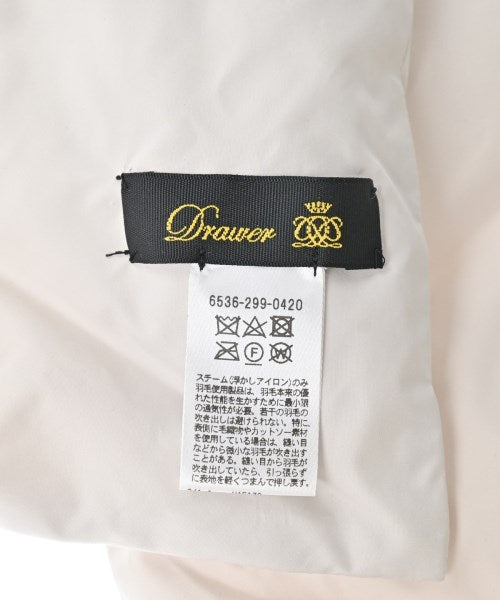 Drawer
6536-299-0420
F
W
スチーム(浮かしアイロン)のみ
羽毛使用製品は、羽毛本来の優
れた性能を生かすために最小限
の通気性が必要。若干の羽毛の
吹き出しは避けられない。特に、
表側に毛織物やカットソー素材
を使用している場合は、縫い目
などから微小な羽毛が吹き出す
ことがある。縫い目から羽毛が
吹き出していたら、引っ張らず
に表地を軽くつまんで押し戻す。